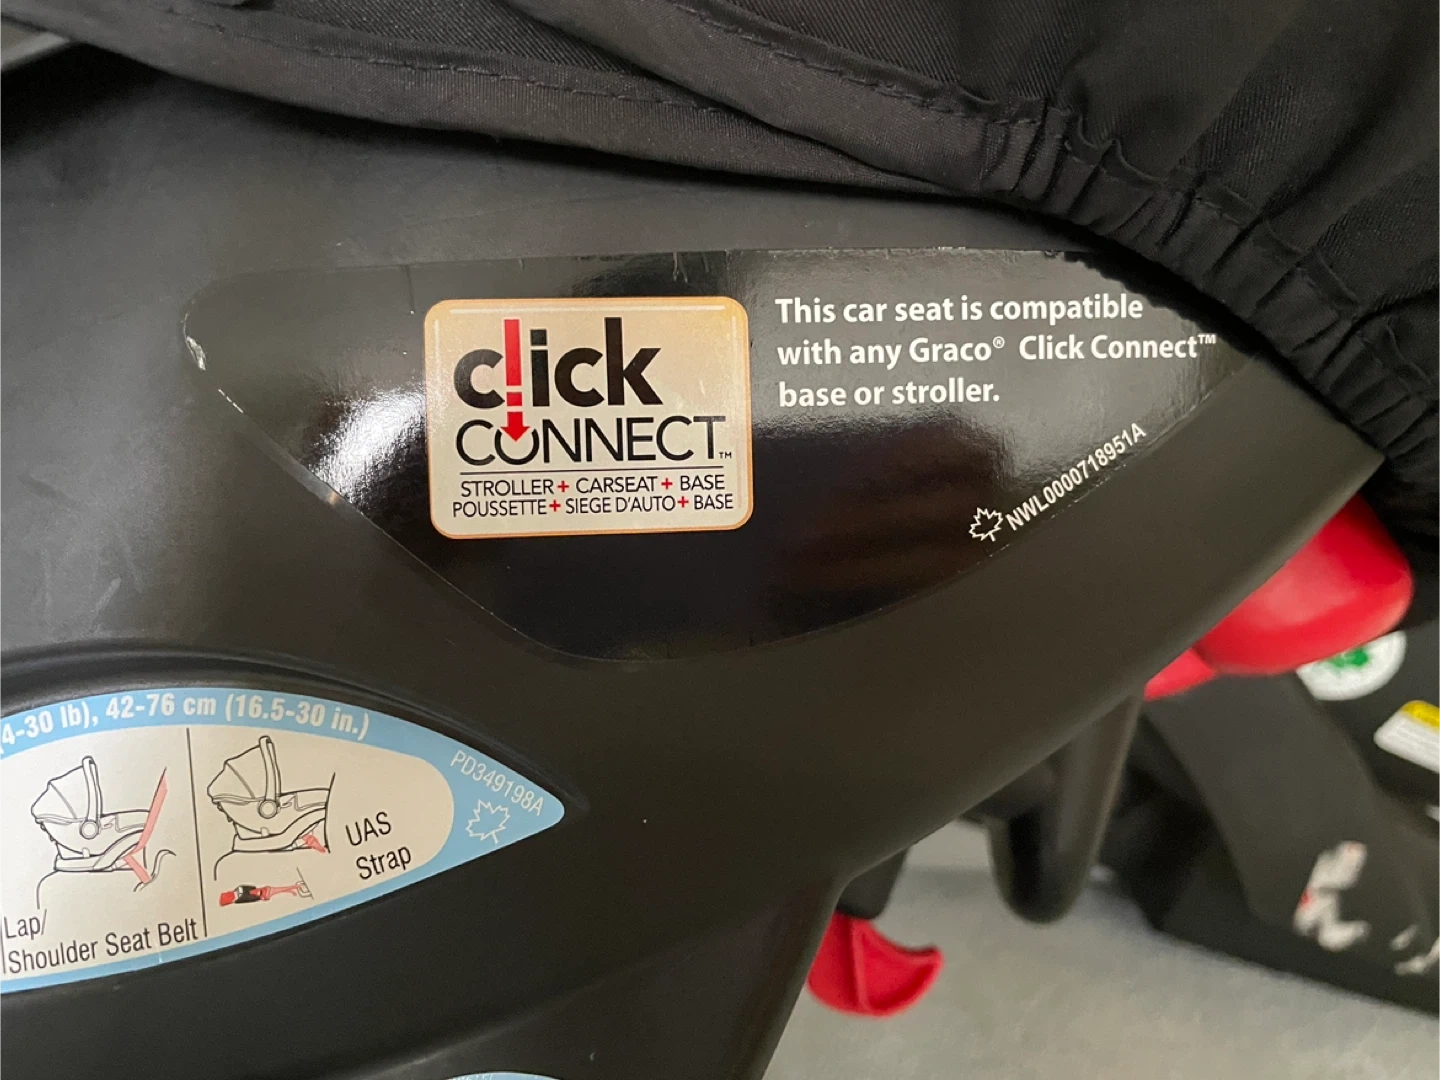 click
CONNECT™
STROLLER+ CARSEAT+ BASE
POUSSETTE+SIEGE D'AUTO+BASE
This car seat is compatible
with any Graco® Click Connect™
base or stroller.
NWL0000718951A
4-30 lb), 42-76 cm (16.5-30 in.)
PD349198A
UAS
Strap
Lap/
Shoulder Seat Belt